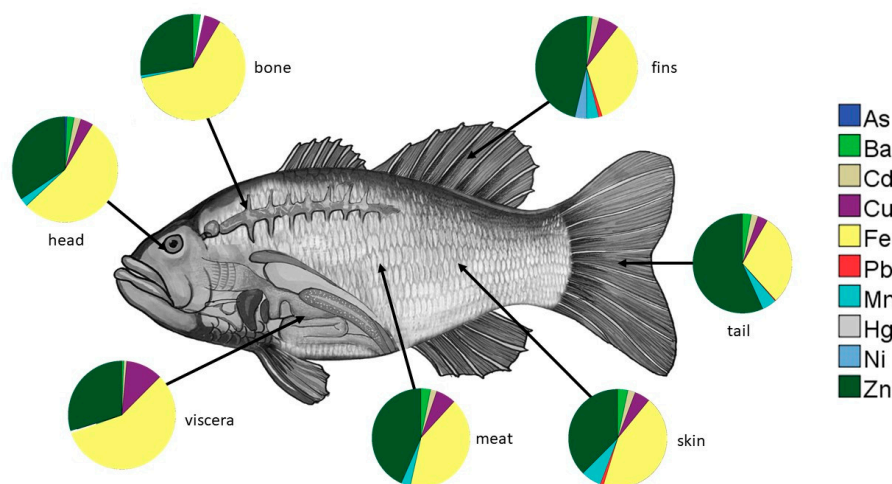 bone
fins
head
tail
viscera
meat
skin
As
Ba
Cd
Cu
Fe
Pb
Mn
Hg
Ni
Zn